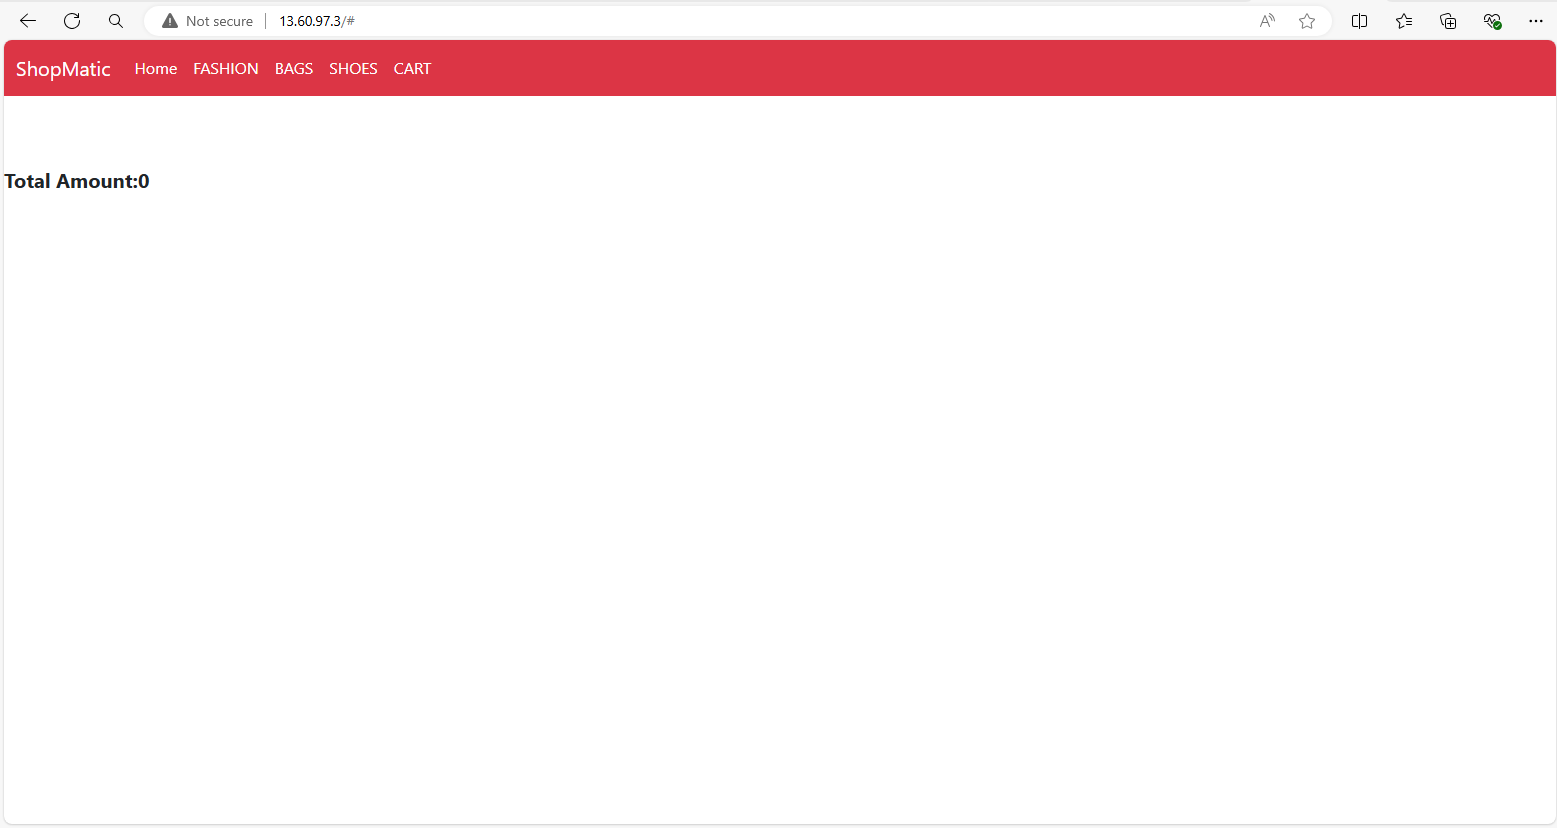 Not secure 13.60.97.3/#
ShopMatic Home FASHION BAGS SHOES CART
Total Amount:0